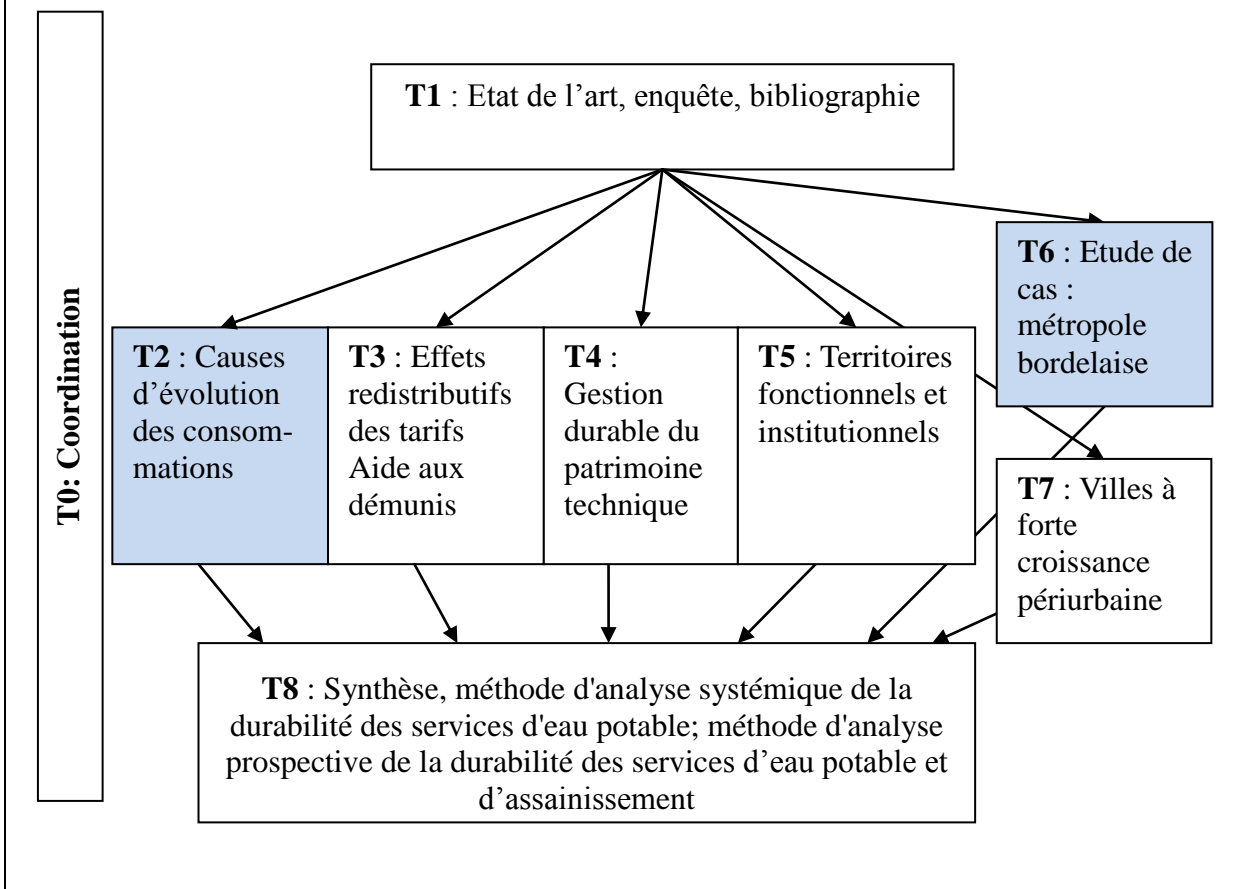 T0: Coordination
T1 : Etat de l’art, enquête, bibliographie
T2 : Causes
d’évolution
des consom-
mations
T3 : Effets
redistributifs
des tarifs
Aide aux
démunis
T4 :
Gestion
durable du
patrimoine
technique
T5 : Territoires
fonctionnels et
institutionnels
T6 : Etude de
cas :
métropole
bordelaise
T7 : Villes à
forte
croissance
périurbaine
T8 : Synthèse, méthode d'analyse systémique de la
durabilité des services d'eau potable; méthode d'analyse
prospective de la durabilité des services d’eau potable et
d’assainissement